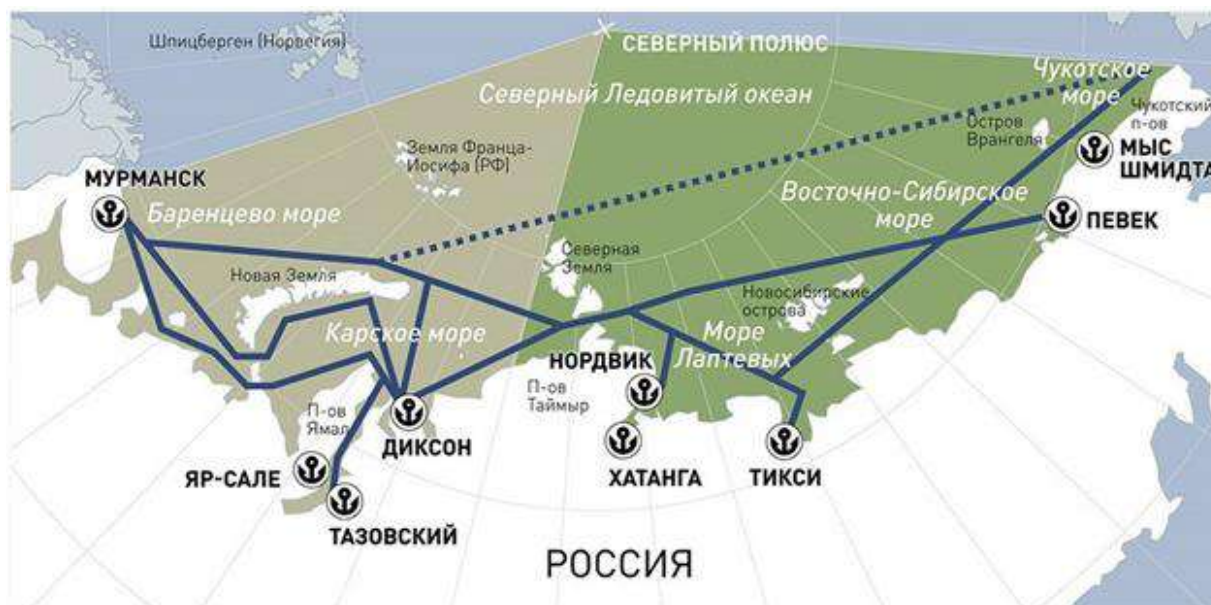 Шпицберген (Норвегия)
СЕВЕРНЫЙ ПОЛЮС
Северный Ледовитый океан
Чукотское
море
Чукотский
п-ов
Остров
Врангеля
МЫС
ШМИДТА
Земля Франца-
Иосифа (РФ)
МУРМАНСК
Баренцево море
Восточно-Сибирское
море
ПЕВЕК
Северная
Земля
Новая Земля
Новосибирские
острова
Карское море
Море
Лаптевых
НОРДВИК
П-ов
Таймыр
П-ов
Ямал
ДИКСОН
ЯР-САЛЕ
ХАТАНГА
ТИКСИ
ТАЗОВСКИЙ
РОССИЯ